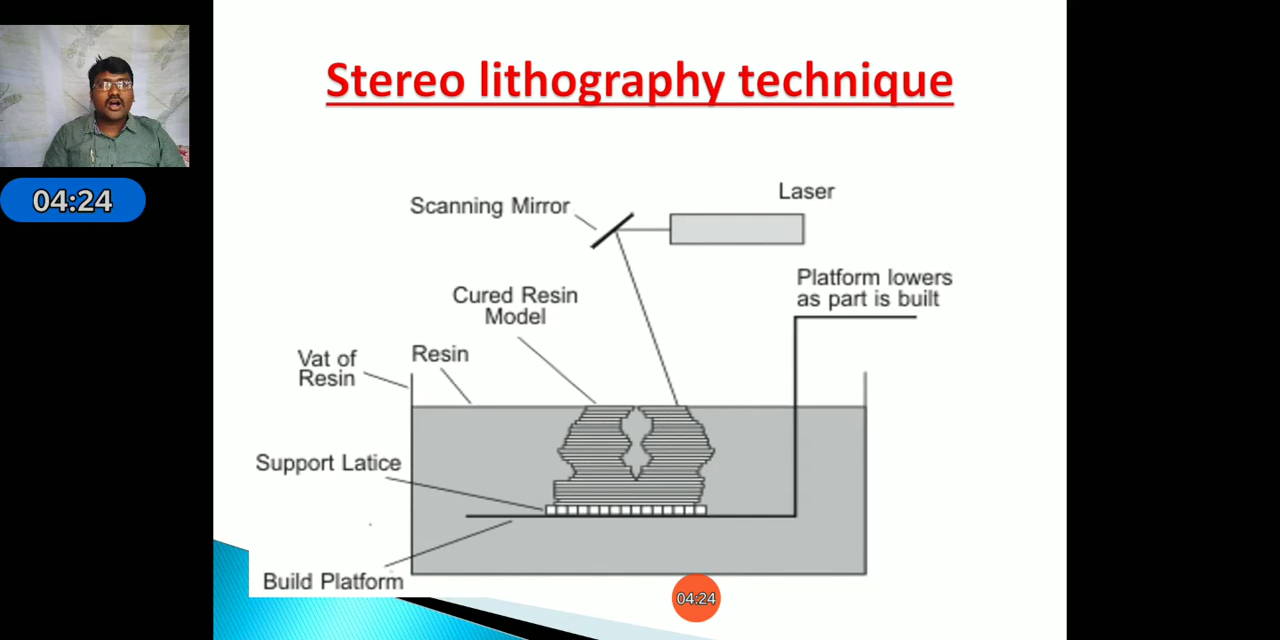 Stereo lithography technique
04:24
Laser
Scanning Mirror
Platform lowers
as part is built
Cured Resin
Model
Resin
Vat of
Resin
Support Latice
Build Platform
04:24